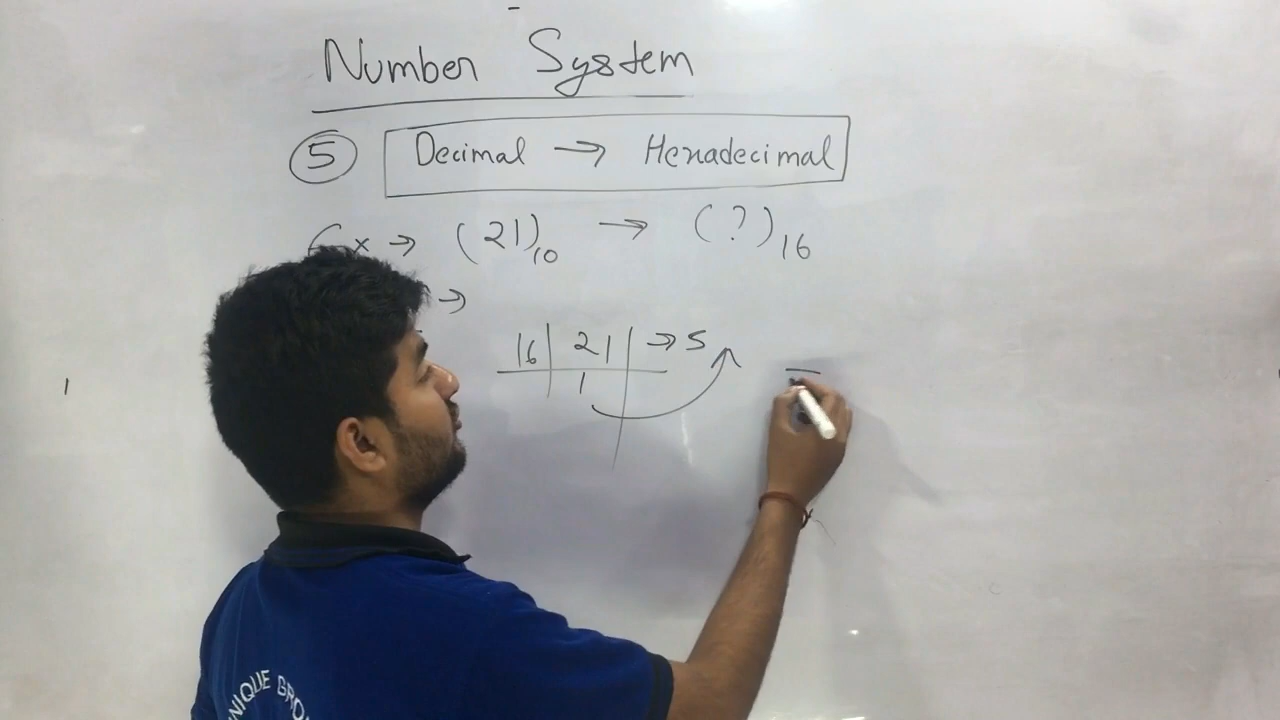 Number System
5 Decimal → Hexadecimal
Ex → (21)10 → (?)16
→
16 21 → 5
1